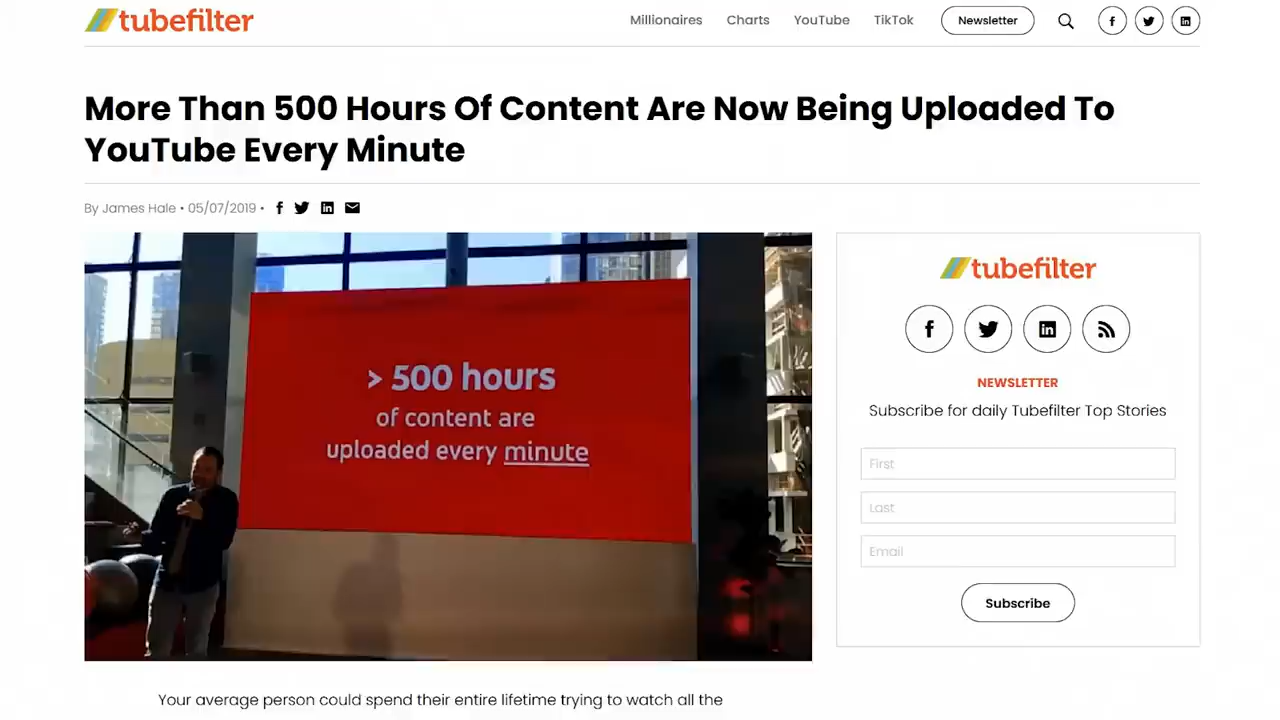 tubefilter
Millionaires Charts YouTube TikTok Newsletter
More Than 500 Hours Of Content Are Now Being Uploaded To
YouTube Every Minute
By James Hale • 05/07/2019 •
> 500 hours
of content are
uploaded every minute
tubefilter
NEWSLETTER
Subscribe for daily Tubefilter Top Stories
First
Last
Email
Subscribe
Your average person could spend their entire lifetime trying to watch all the